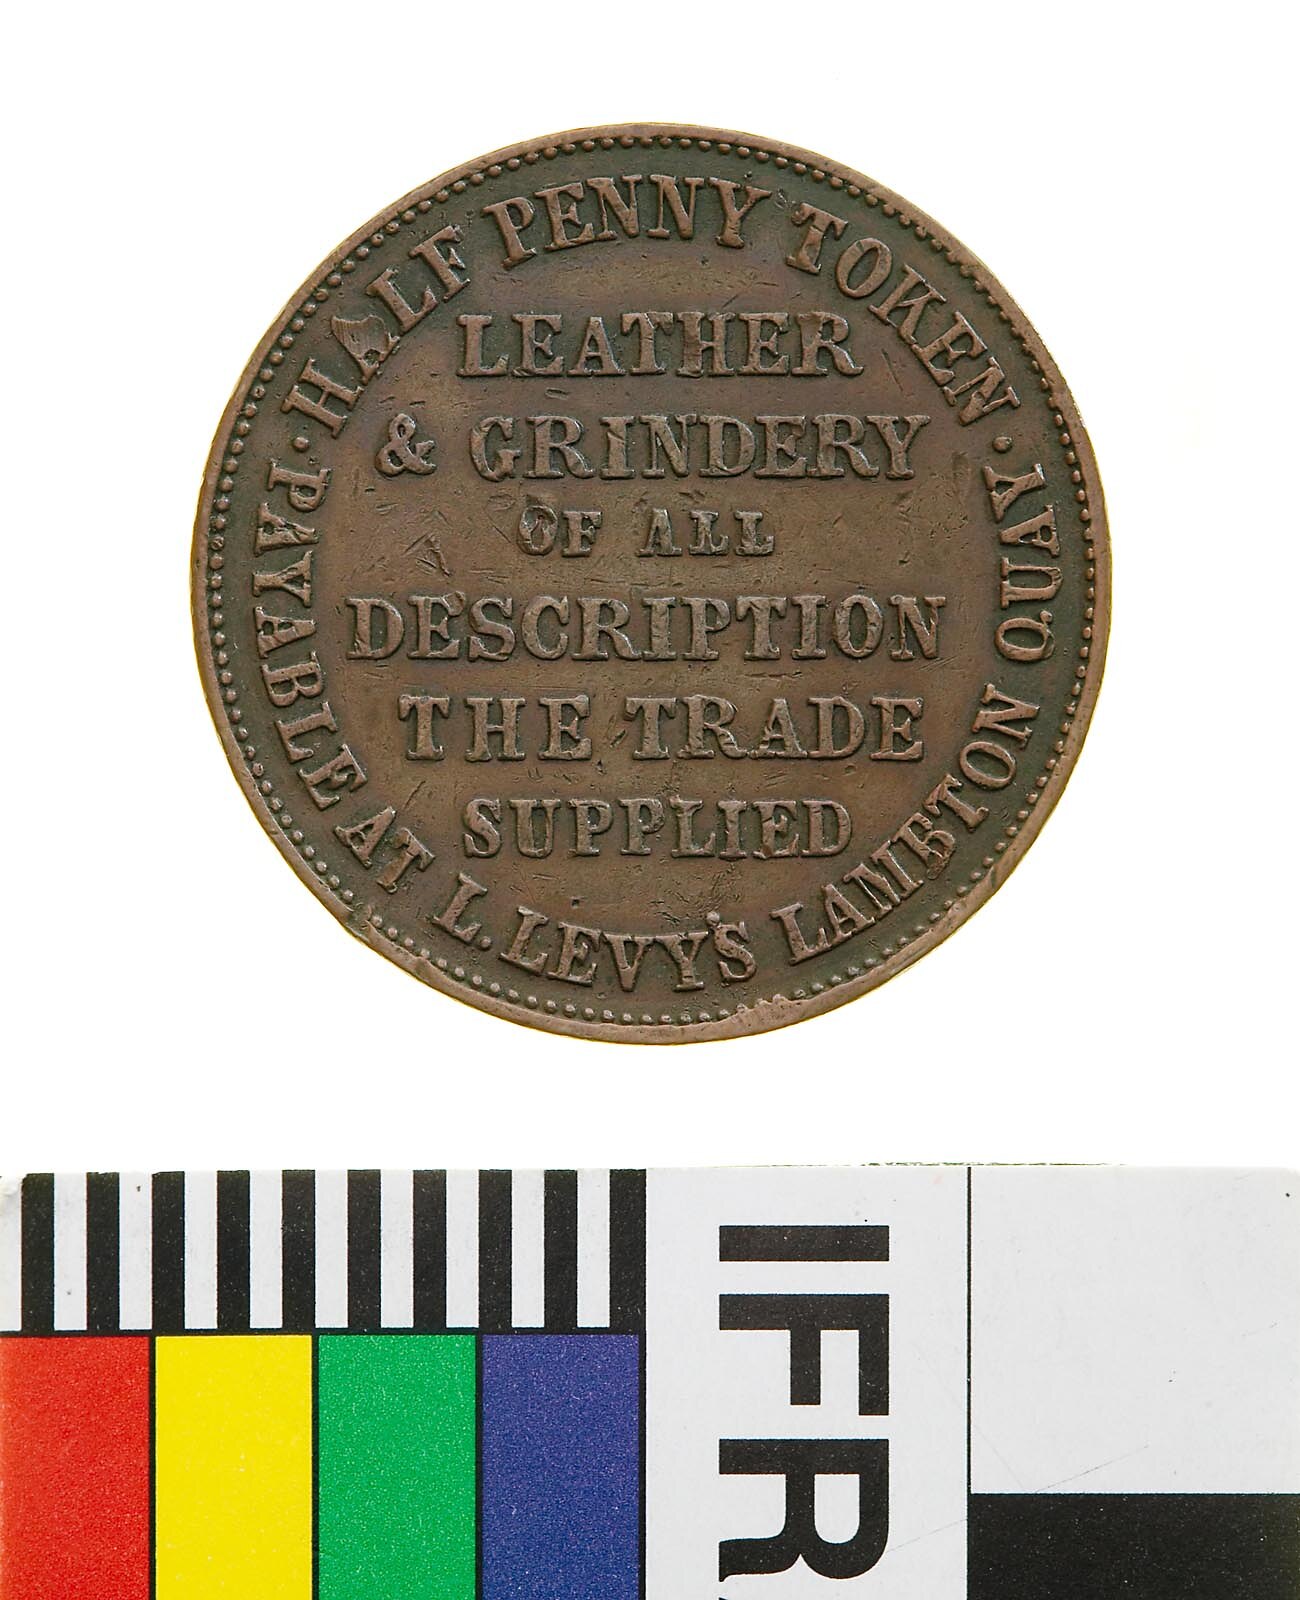 · HALF PENNY TOKEN ·
PAYABLE AT L. LEVY'S LAMBTON QUAY
LEATHER
& GRINDERY
OF ALL
DESCRIPTION
THE TRADE
SUPPLIED
IFR